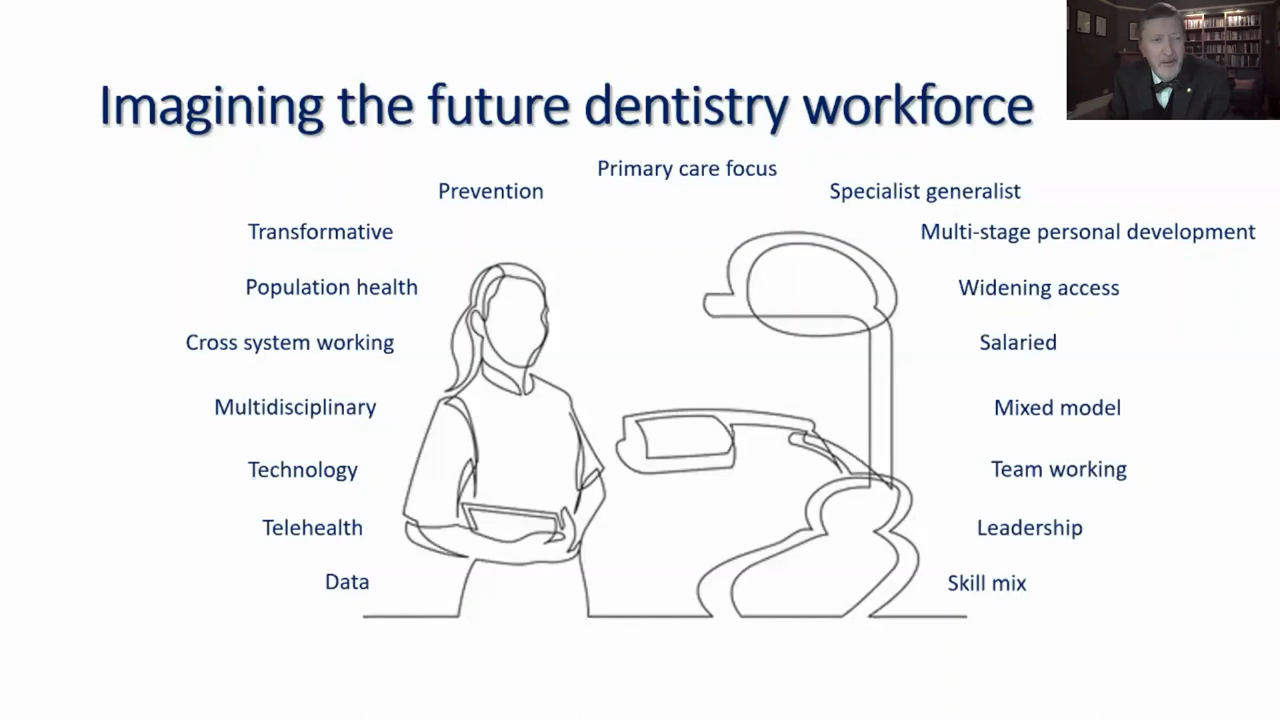 Imagining the future dentistry workforce
Primary care focus
Prevention
Specialist generalist
Transformative
Multi-stage personal development
Population health
Widening access
Cross system working
Salaried
Multidisciplinary
Mixed model
Technology
Team working
Telehealth
Leadership
Data
Skill mix